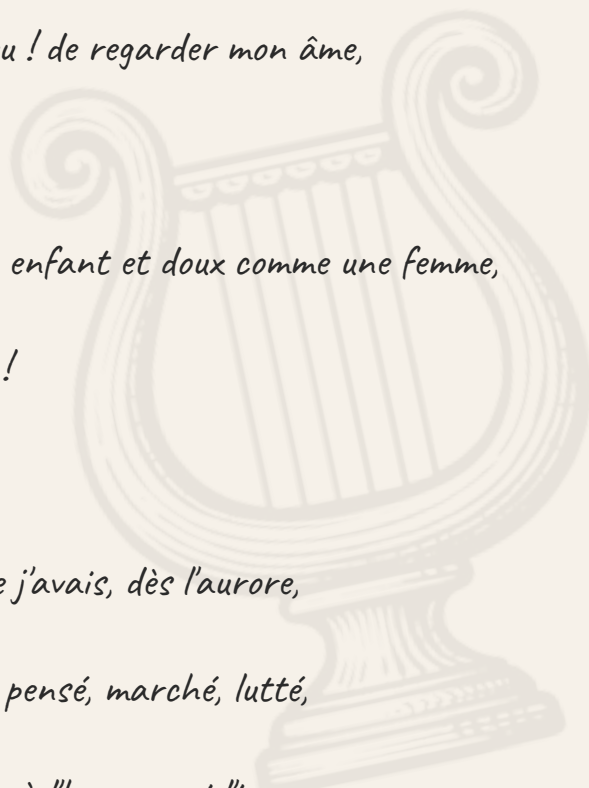 u ! de regarder mon âme,
enfant et doux comme une femme,
!
e j'avais, dès l'aurore,
pensé, marché, lutté,